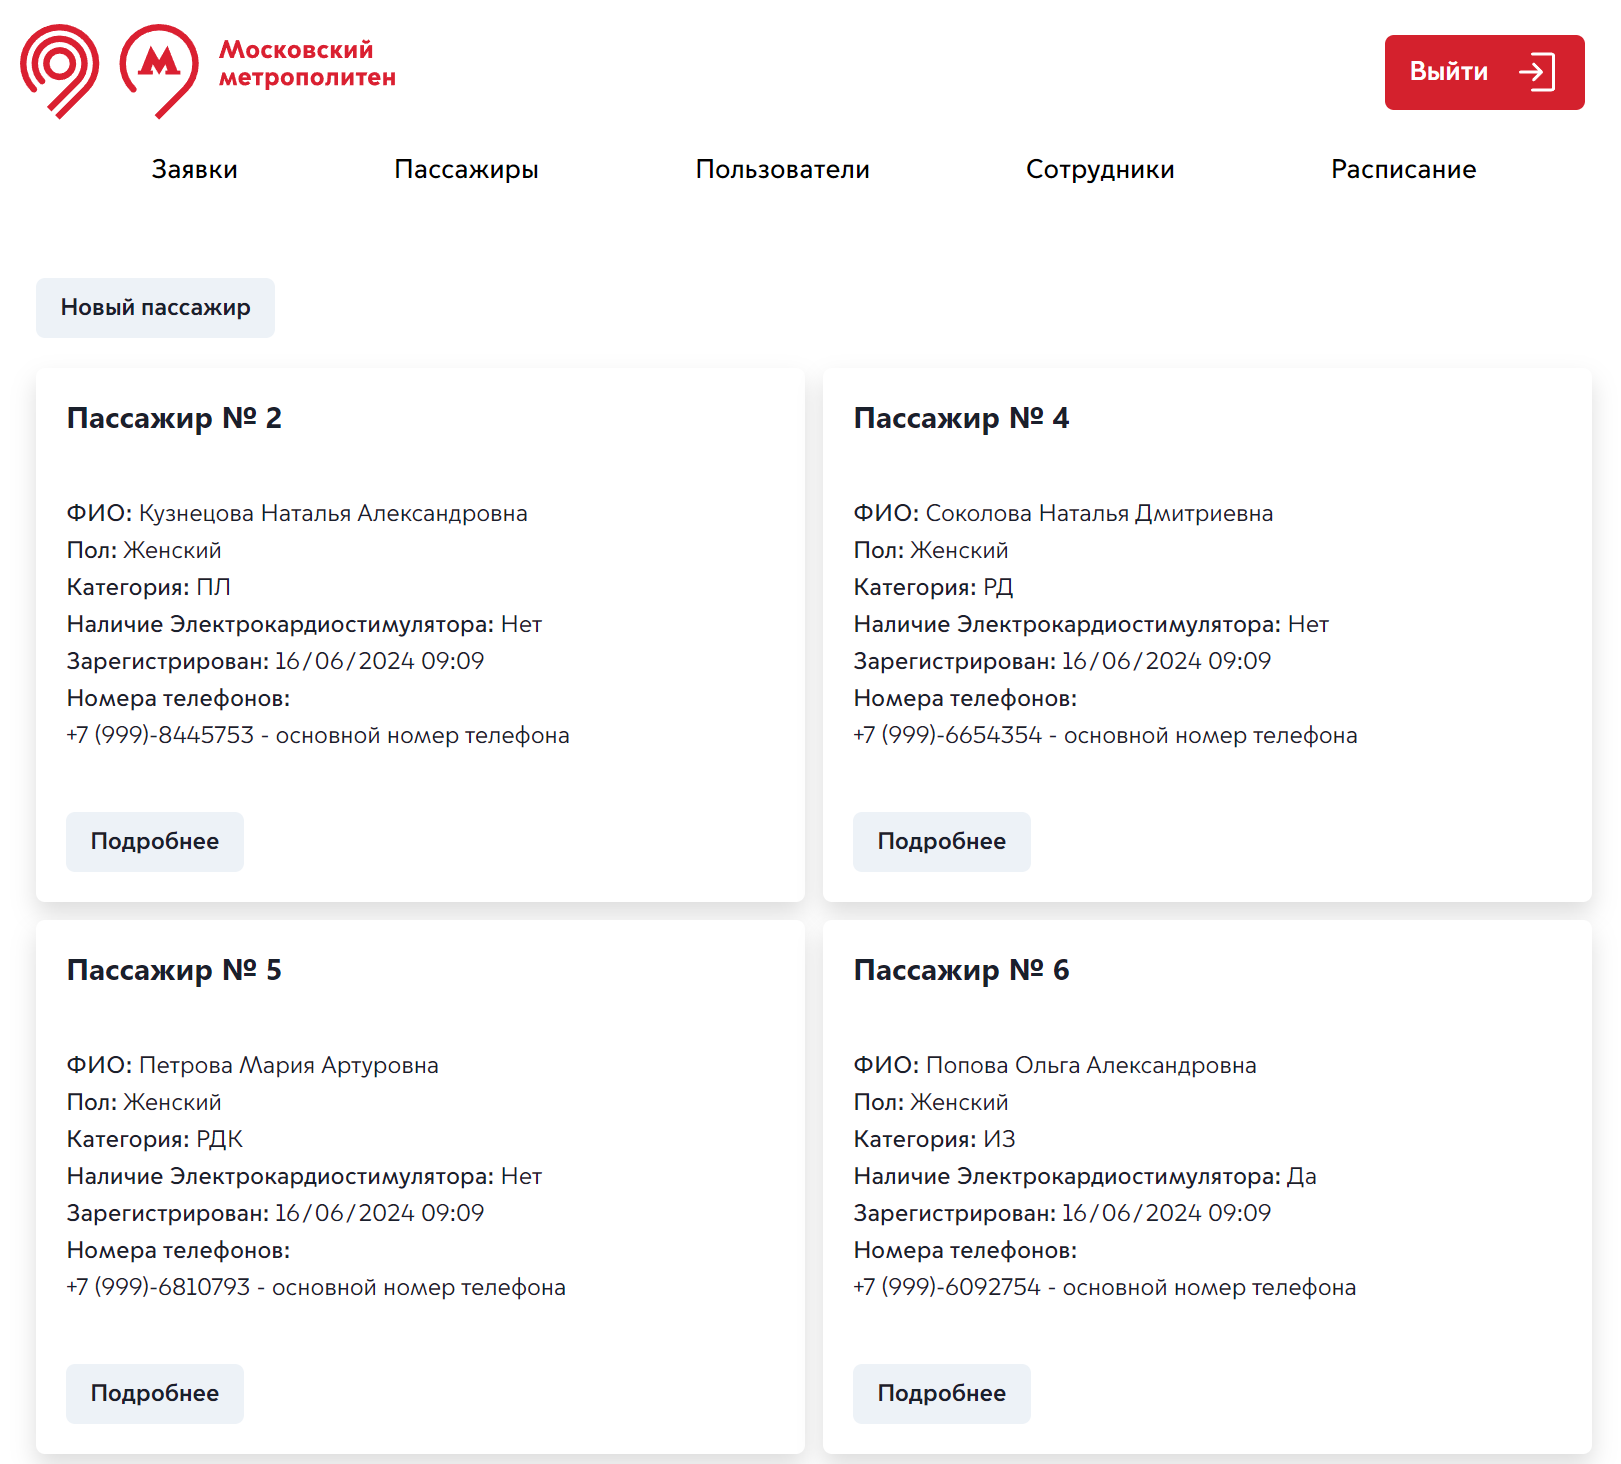 Московский
метрополитен
Выйти
Заявки Пассажиры Пользователи Сотрудники Расписание
Новый пассажир
Пассажир № 2
ФИО: Кузнецова Наталья Александровна
Пол: Женский
Категория: ПЛ
Наличие Электрокардиостимулятора: Нет
Зарегистрирован: 16/06/2024 09:09
Номера телефонов:
+7 (999)-8445753 - основной номер телефона
Подробнее
Пассажир № 4
ФИО: Соколова Наталья Дмитриевна
Пол: Женский
Категория: РД
Наличие Электрокардиостимулятора: Нет
Зарегистрирован: 16/06/2024 09:09
Номера телефонов:
+7 (999)-6654354 - основной номер телефона
Подробнее
Пассажир № 5
ФИО: Петрова Мария Артуровна
Пол: Женский
Категория: РДК
Наличие Электрокардиостимулятора: Нет
Зарегистрирован: 16/06/2024 09:09
Номера телефонов:
+7 (999)-6810793 - основной номер телефона
Подробнее
Пассажир № 6
ФИО: Попова Ольга Александровна
Пол: Женский
Категория: ИЗ
Наличие Электрокардиостимулятора: Да
Зарегистрирован: 16/06/2024 09:09
Номера телефонов:
+7 (999)-6092754 - основной номер телефона
Подробнее